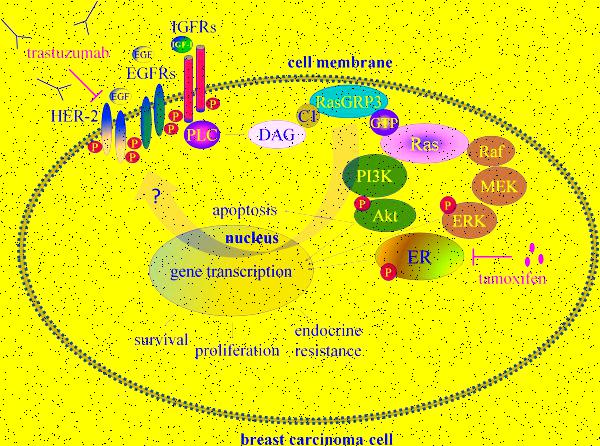 IGFRs
trastuzumab
EGF
IGF-1
cell membrane
EGFRs
EGF
RasGRP3
HER-2
P
P
C1
GTP
P
PLC
DAG
Ras
Raf
P
P
P
PI3K
MEK
?
P
P
apoptosis
Akt
ERK
nucleus
ER
gene transcription
P
tamoxifen
endocrine
survival
proliferation
resistance
breast carcinoma cell